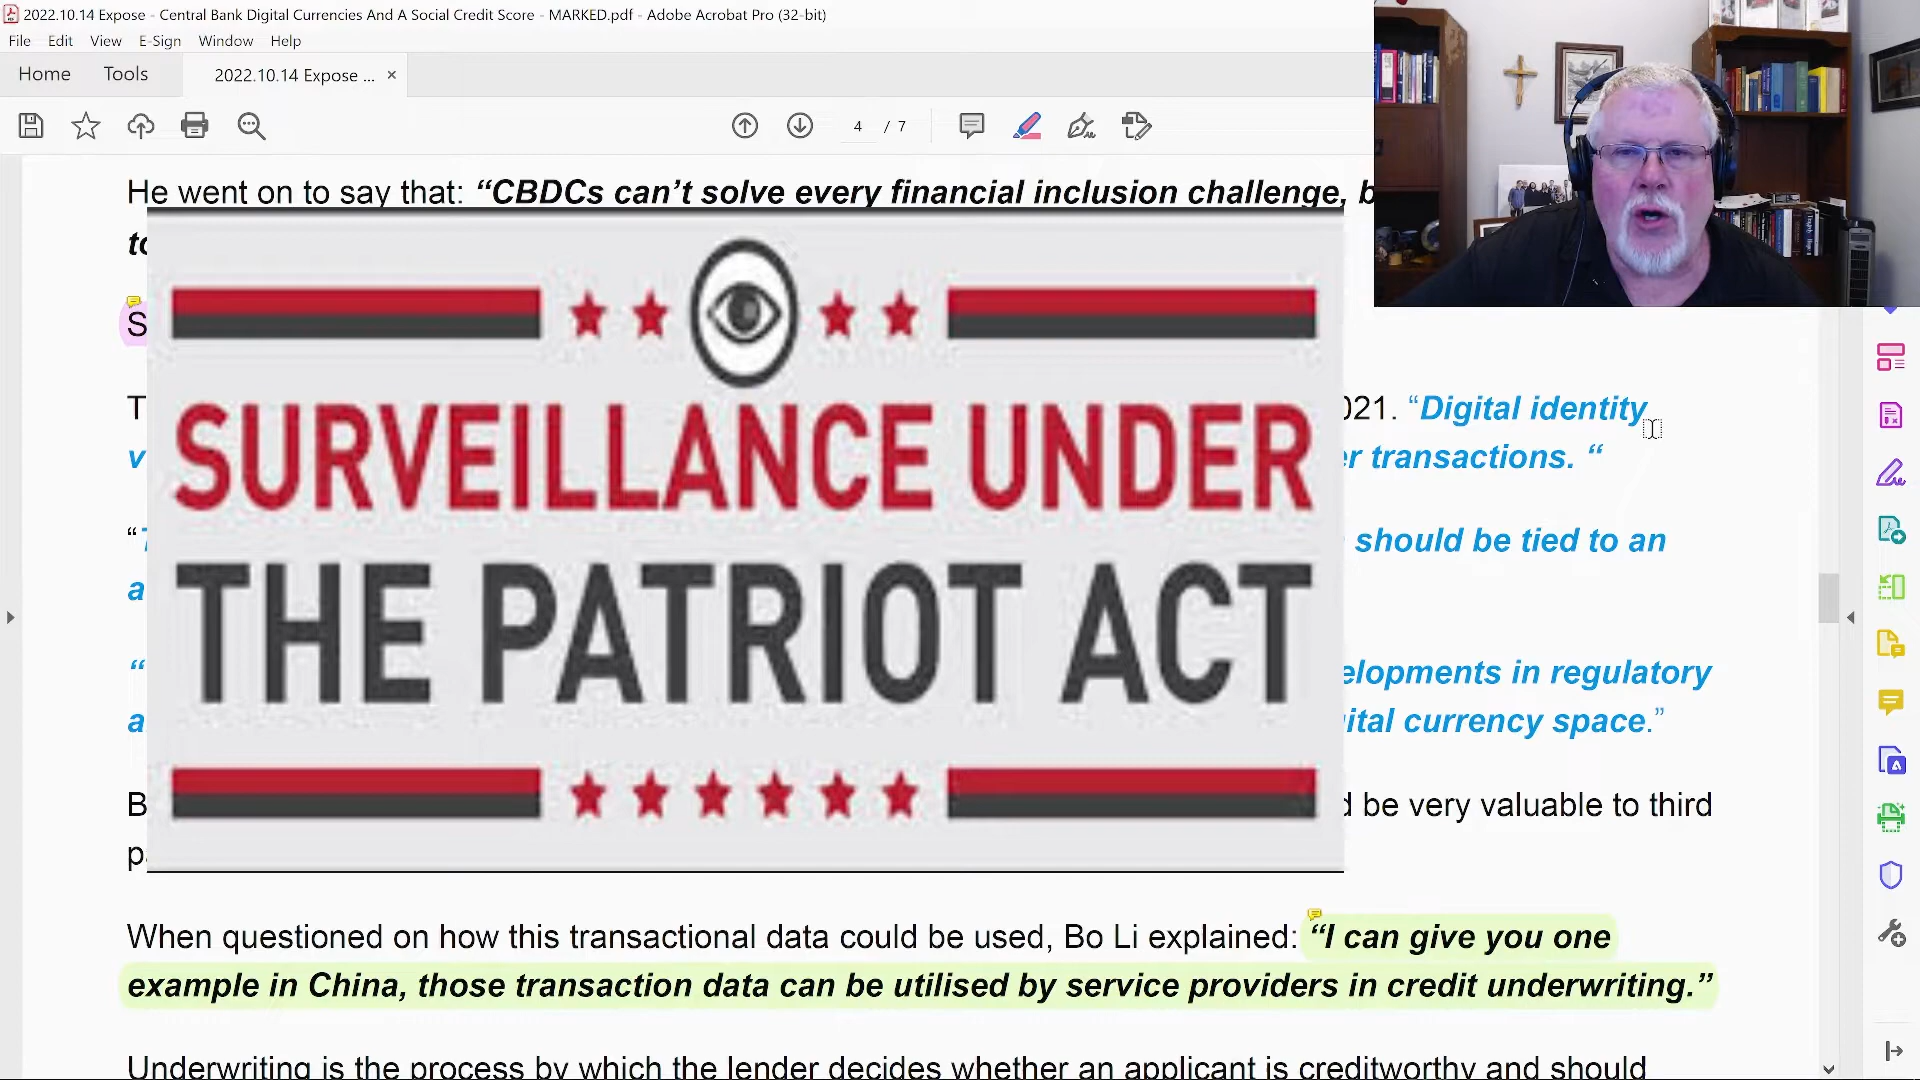 2022.10.14 Expose - Central Bank Digital Currencies And A Social Credit Score - MARKED.pdf - Adobe Acrobat Pro (32-bit)
File Edit View E-Sign Window Help
Home Tools 2022.10.14 Expose ... ×
4 / 7
He went on to say that: “CBDCs can’t solve every financial inclusion challenge,
SURVEILLANCE UNDER
THE PATRIOT ACT
021. “Digital identity
er transactions. “
should be tied to an
elopments in regulatory
ital currency space.”
d be very valuable to third
When questioned on how this transactional data could be used, Bo Li explained: “I can give you one
example in China, those transaction data can be utilised by service providers in credit underwriting.”
Underwriting is the process by which the lender decides whether an applicant is creditworthy and should